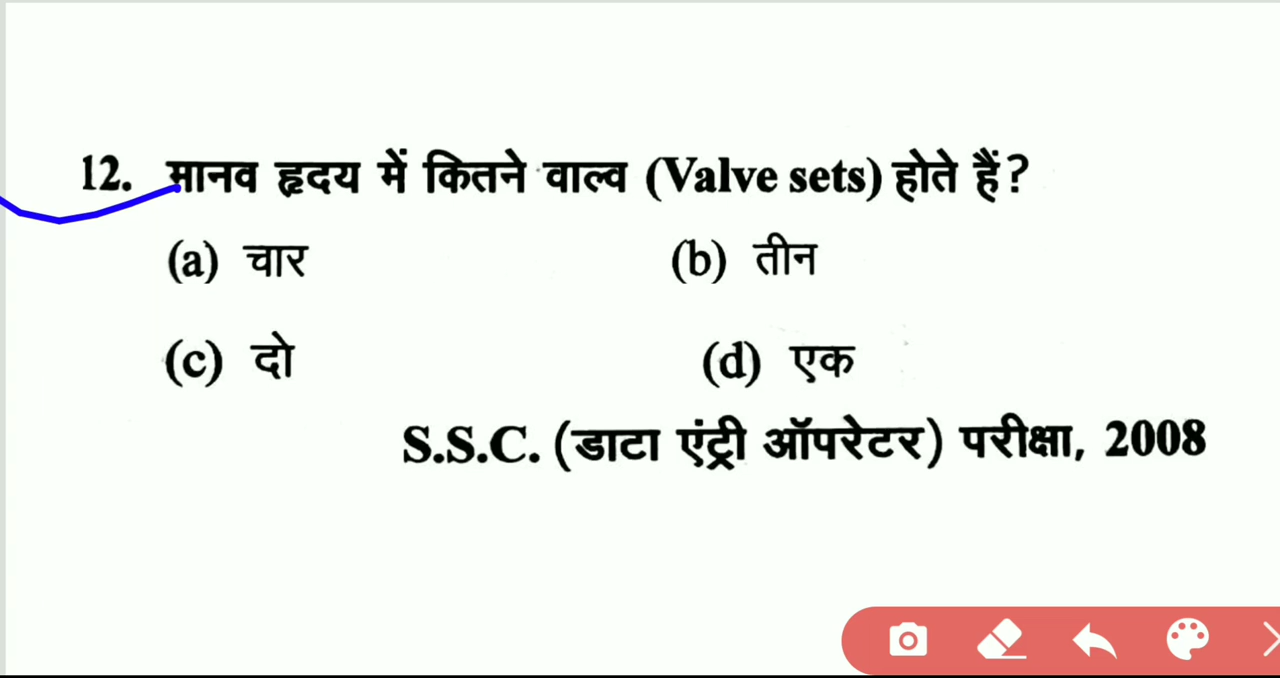 12. मानव हृदय में कितने वाल्व (Valve sets) होते हैं?
(a) चार (b) तीन
(c) दो (d) एक
S.S.C. (डाटा एंट्री ऑपरेटर) परीक्षा, 2008